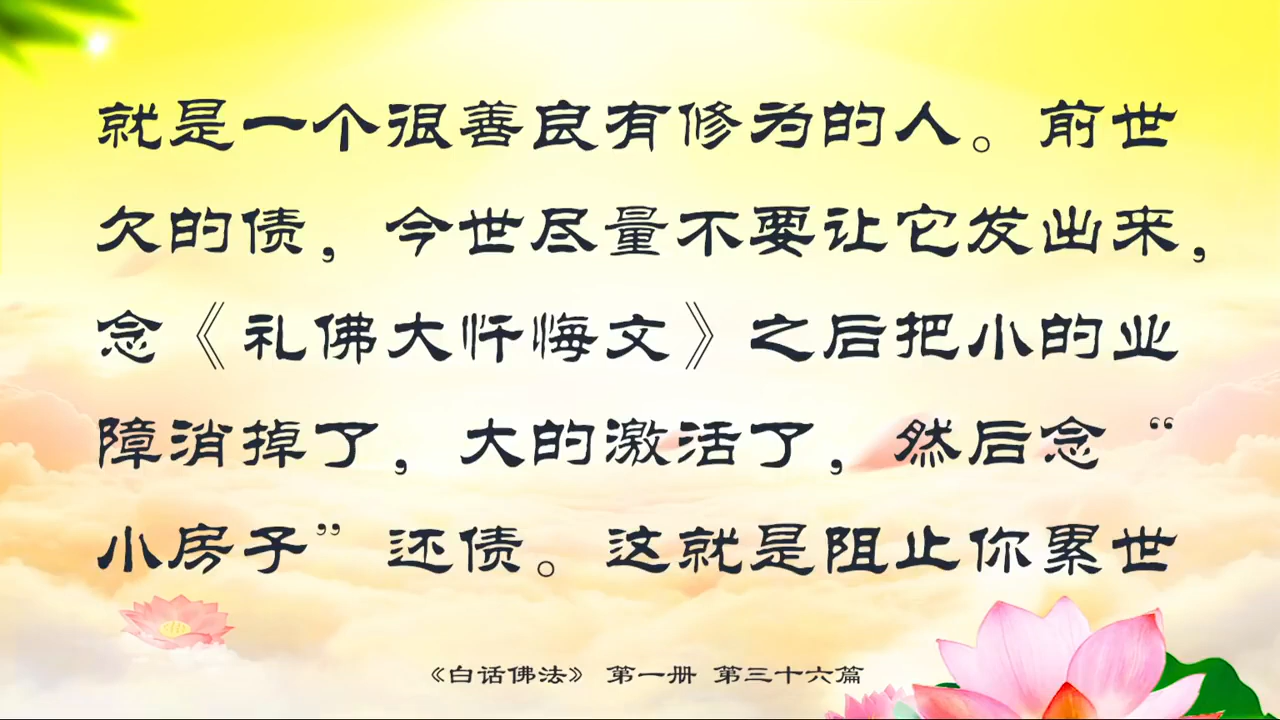 就是一个很善良有修为的人。前世
欠的债，今世尽量不要让它发出来，
念《礼佛大忏悔文》之后把小的业
障消掉了，大的激活了，然后念“
小房子”还债。这就是阻止你累世
《白话佛法》 第一册 第三十六篇